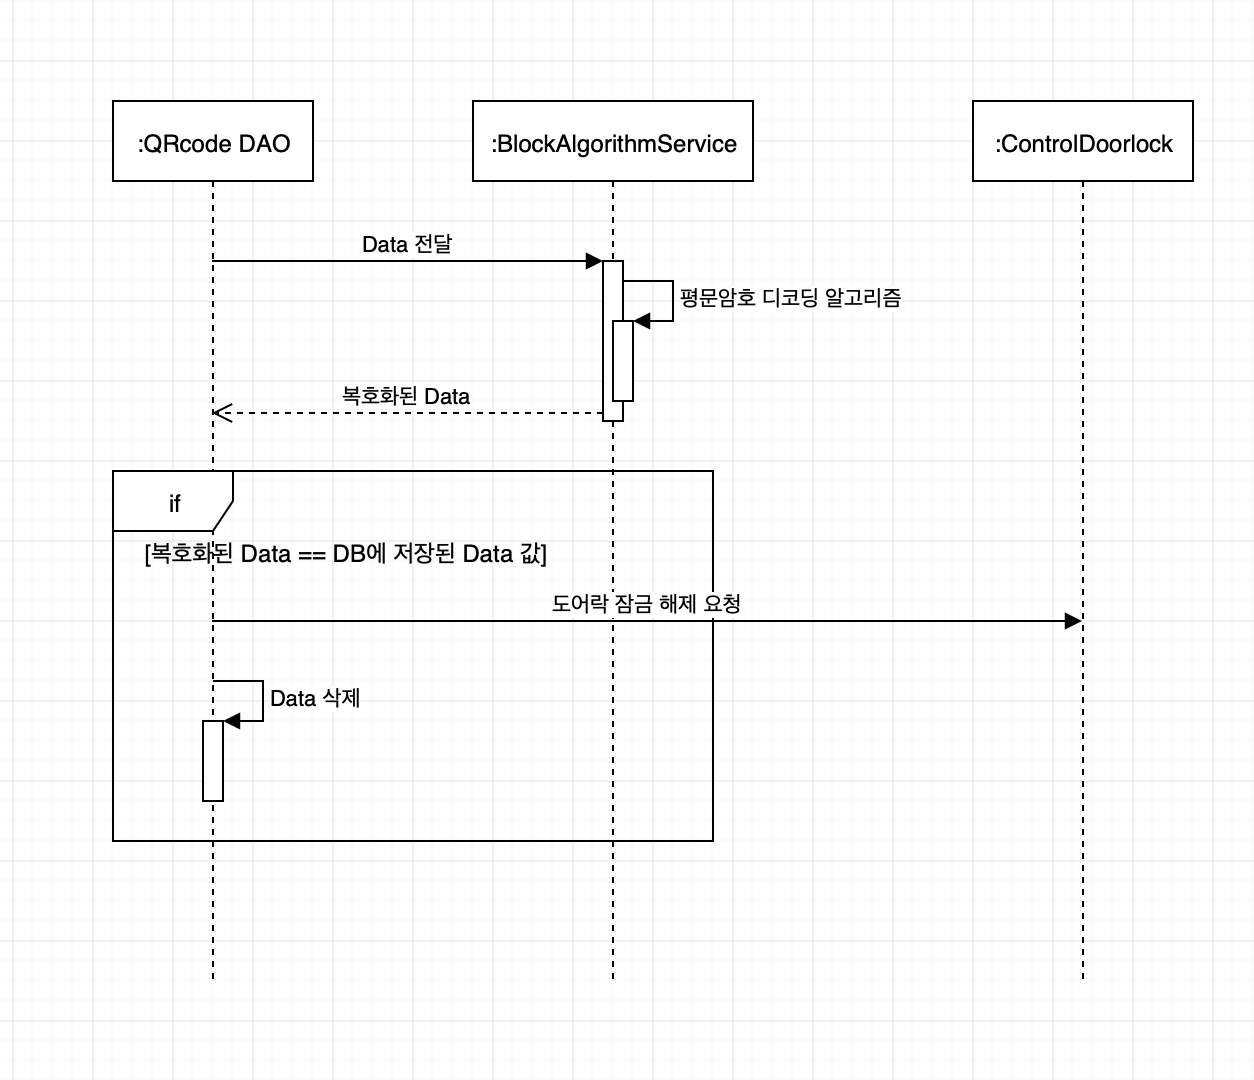 :QRcode DAO
:BlockAlgorithmService
:ControlDoorlock
Data 전달
평문암호 디코딩 알고리즘
복호화된 Data
if
[복호화된 Data == DB에 저장된 Data 값]
도어락 잠금 해제 요청
Data 삭제